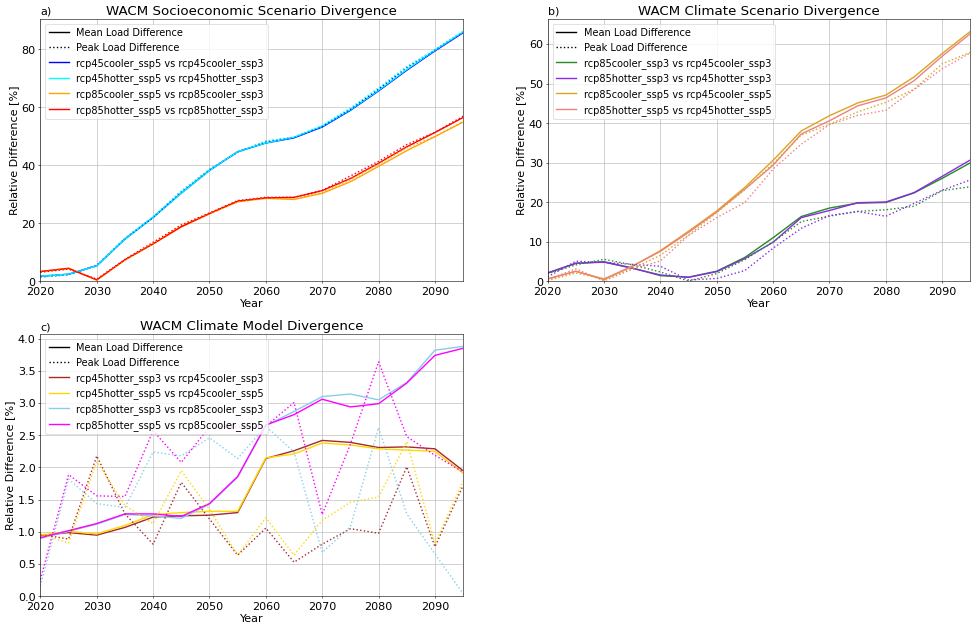 a)
WACM Socioeconomic Scenario Divergence
Mean Load Difference
Peak Load Difference
rcp45cooler_ssp5 vs rcp45cooler_ssp3
rcp45hotter_ssp5 vs rcp45hotter_ssp3
rcp85cooler_ssp5 vs rcp85cooler_ssp3
rcp85hotter_ssp5 vs rcp85hotter_ssp3
Relative Difference [%]
80
60
40
20
0
2020 2030 2040 2050 2060 2070 2080 2090
Year
b)
WACM Climate Scenario Divergence
Mean Load Difference
Peak Load Difference
rcp85cooler_ssp3 vs rcp45cooler_ssp3
rcp85hotter_ssp3 vs rcp45hotter_ssp3
rcp85cooler_ssp5 vs rcp45cooler_ssp5
rcp85hotter_ssp5 vs rcp45hotter_ssp5
Relative Difference [%]
60
50
40
30
20
10
0
2020 2030 2040 2050 2060 2070 2080 2090
Year
c)
WACM Climate Model Divergence
Mean Load Difference
Peak Load Difference
rcp45hotter_ssp3 vs rcp45cooler_ssp3
rcp45hotter_ssp5 vs rcp45cooler_ssp5
rcp85hotter_ssp3 vs rcp85cooler_ssp3
rcp85hotter_ssp5 vs rcp85cooler_ssp5
Relative Difference [%]
4.0
3.5
3.0
2.5
2.0
1.5
1.0
0.5
0.0
2020 2030 2040 2050 2060 2070 2080 2090
Year